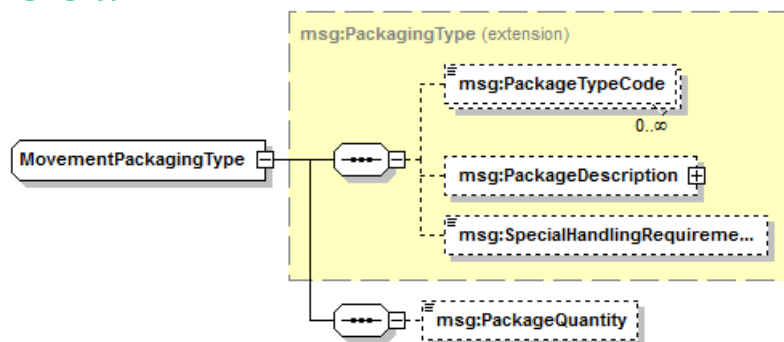 msg:PackagingType (extension)
msg:PackageTypeCode
0..∞
MovementPackagingType
msg:PackageDescription
msg:SpecialHandlingRequireme...
msg:PackageQuantity